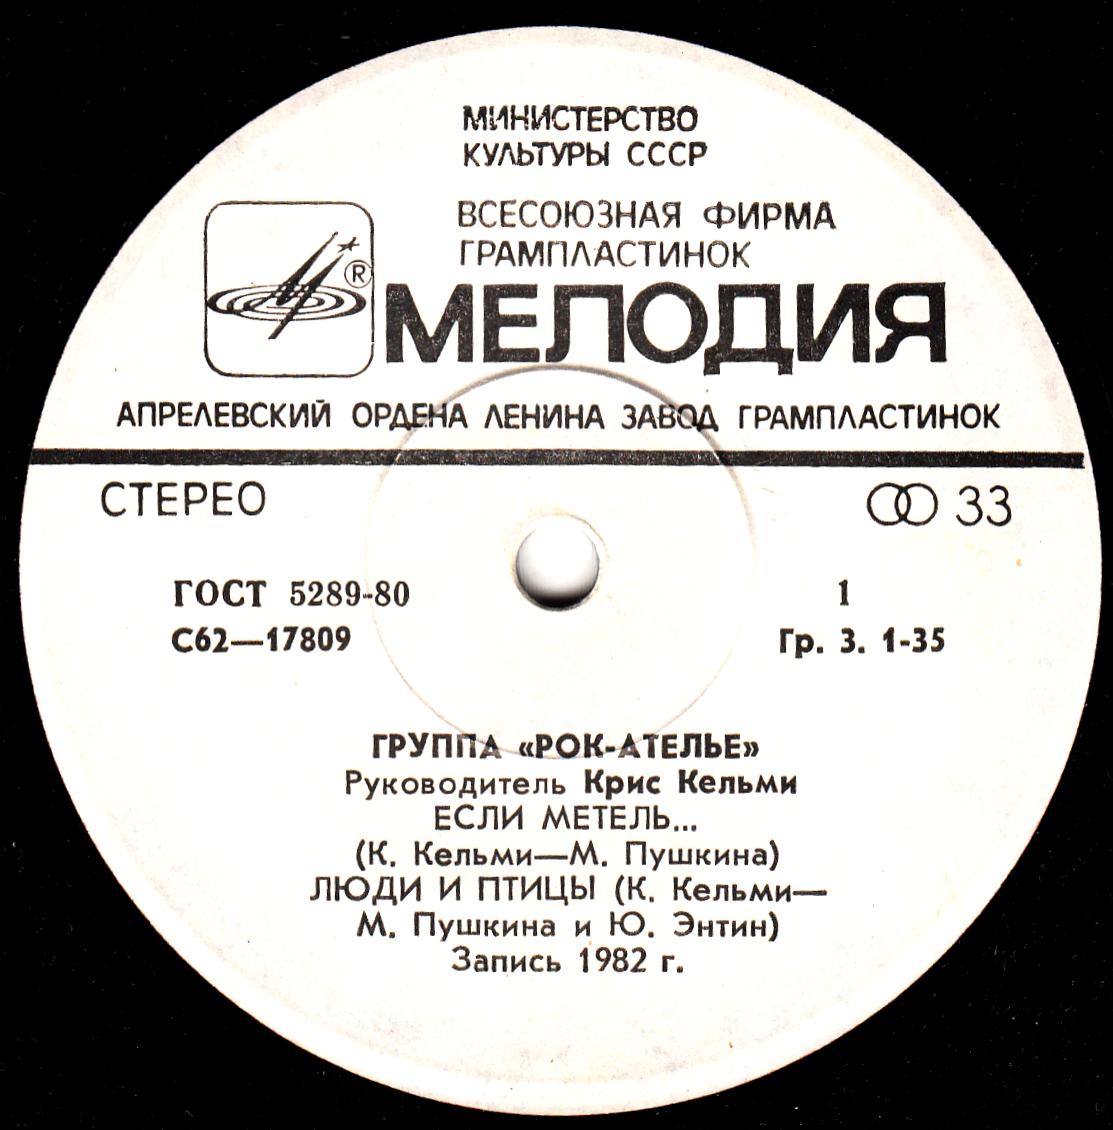 МИНИСТЕРСТВО
КУЛЬТУРЫ СССР
ВСЕСОЮЗНАЯ ФИРМА
ГРАМПЛАСТИНОК
®
МЕЛОДИЯ
АПРЕЛЕВСКИЙ ОРДЕНА ЛЕНИНА ЗАВОД ГРАМПЛАСТИНОК
СТЕРЕО 33
ГОСТ 5289-80 1
С62—17809 Гр. 3. 1-35
ГРУППА «РОК-АТЕЛЬЕ»
Руководитель Крис Кельми
ЕСЛИ МЕТЕЛЬ...
(К. Кельми—М. Пушкина)
ЛЮДИ И ПТИЦЫ (К. Кельми—
М. Пушкина и Ю. Энтин)
Запись 1982 г.